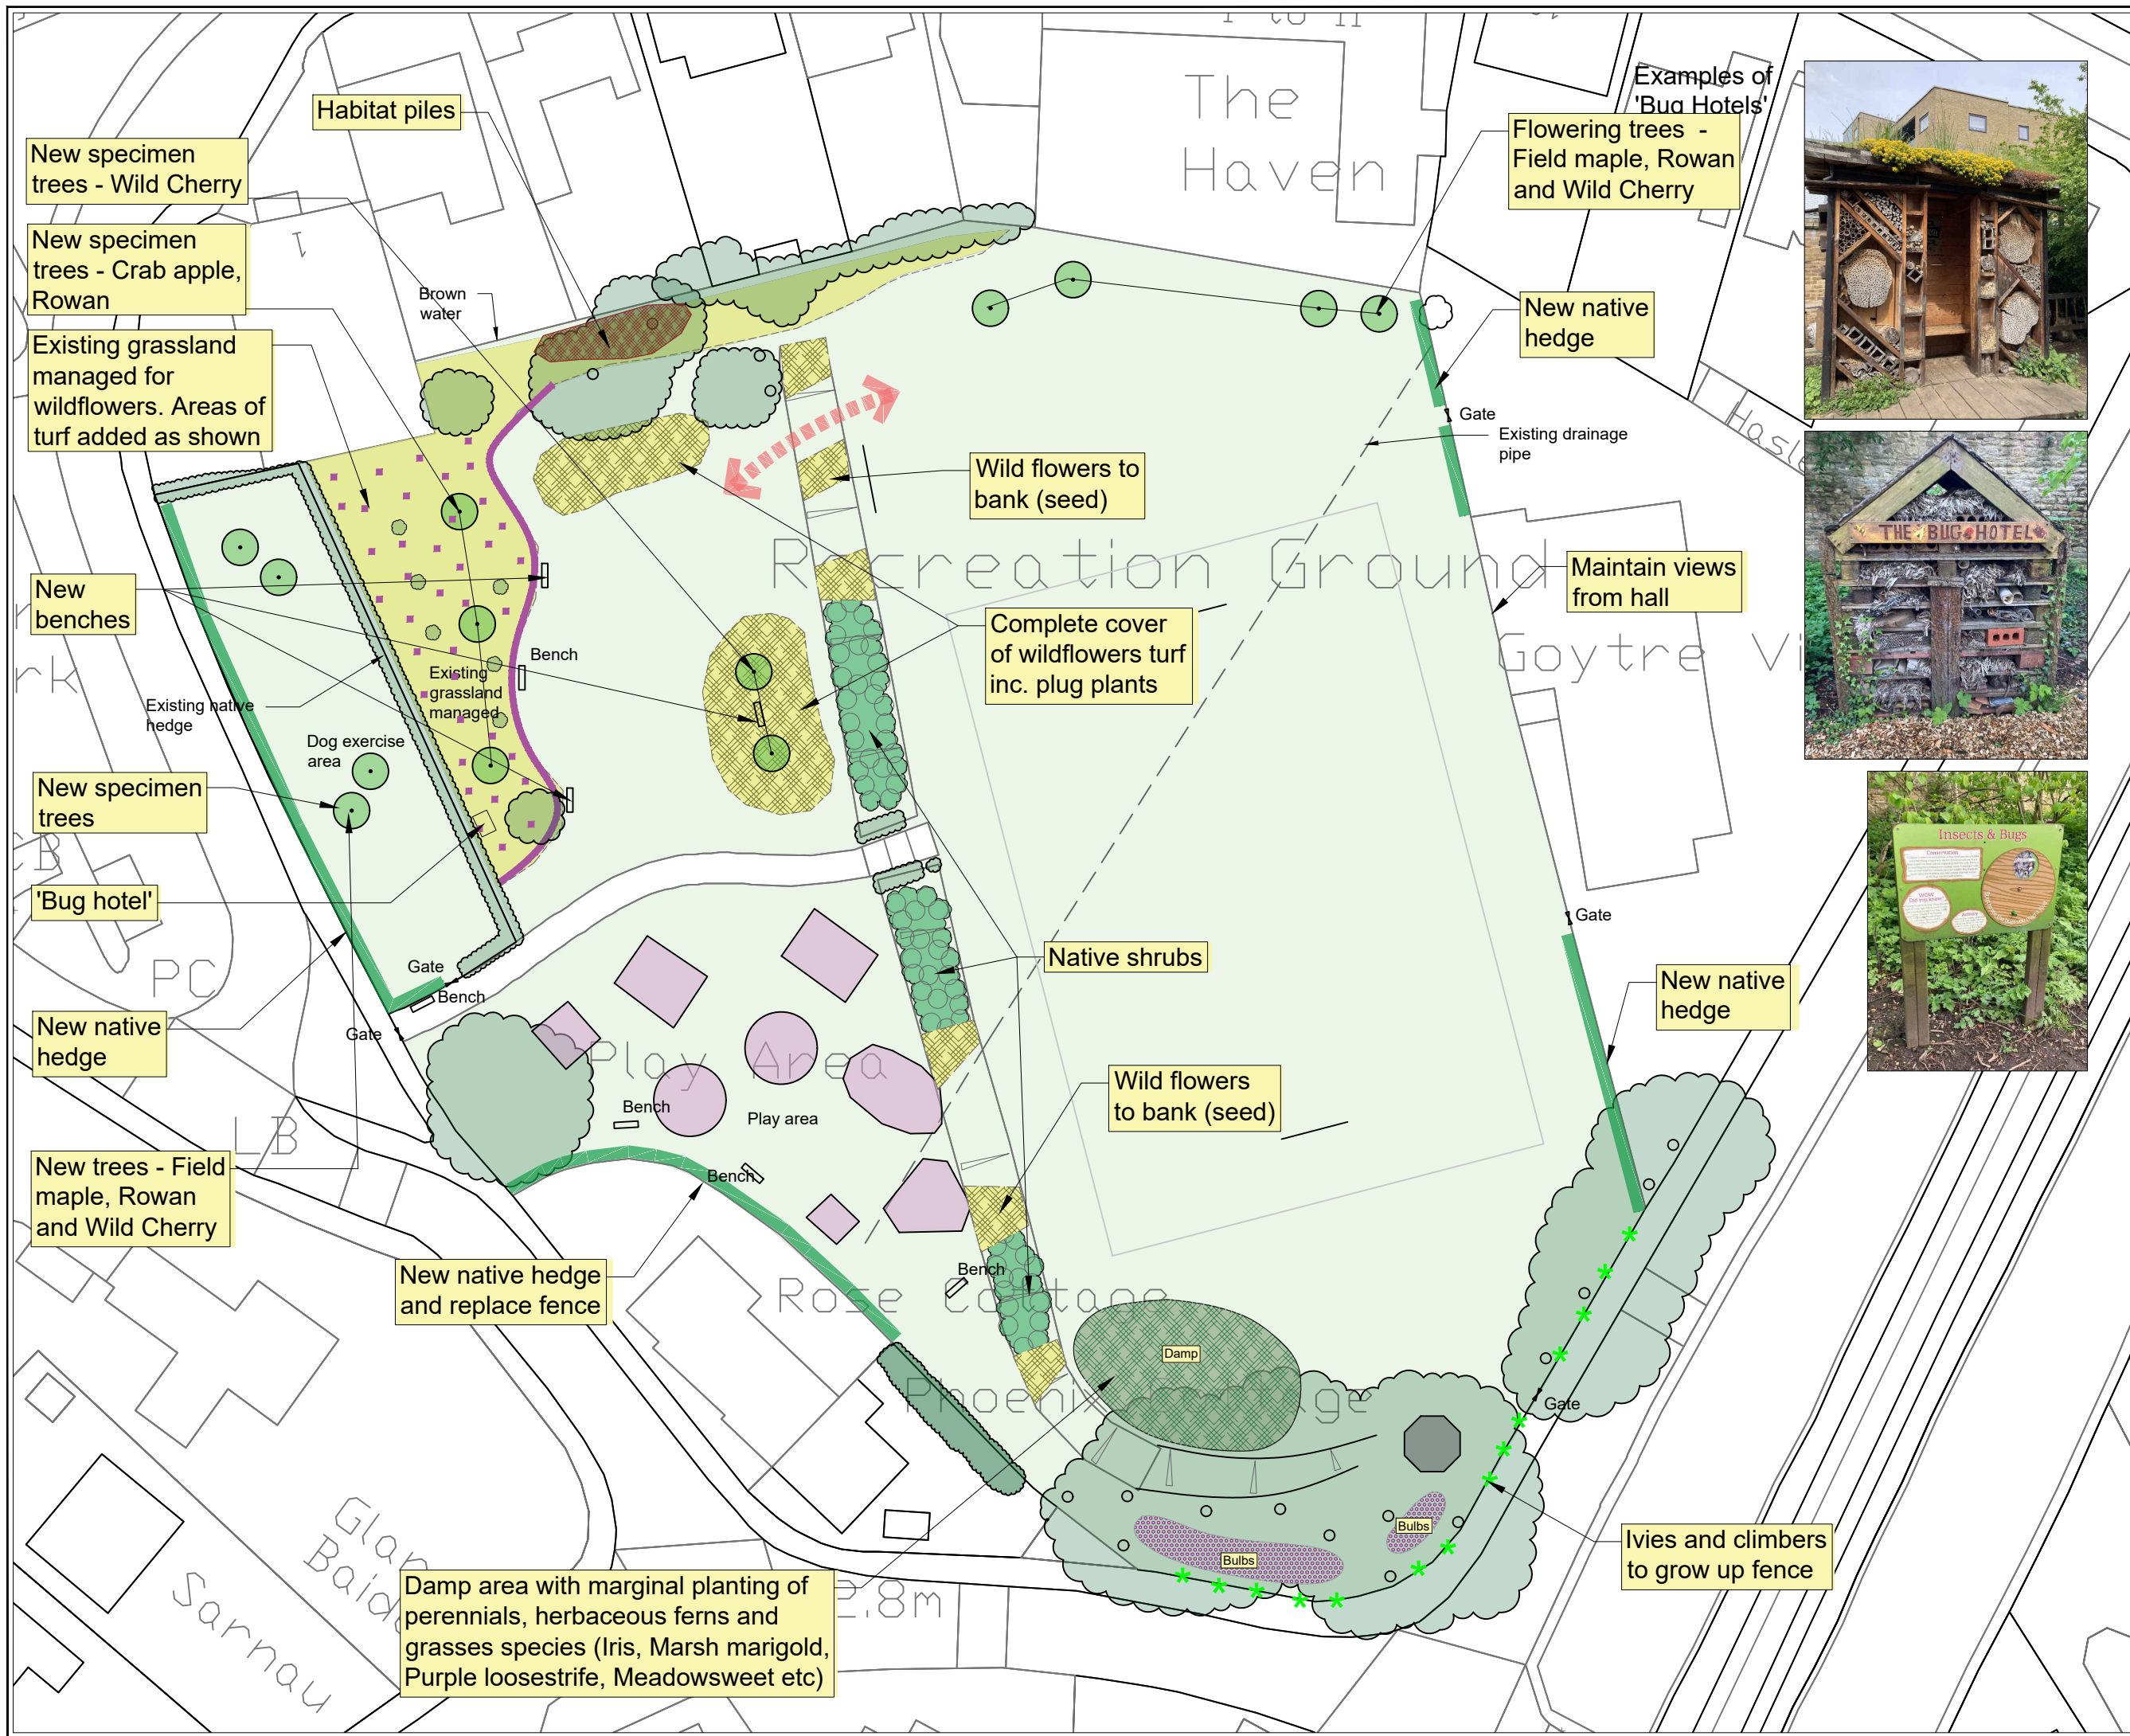 The
Haven
Examples of
'Bug Hotels'
Habitat piles
New specimen
trees - Wild Cherry
Flowering trees -
Field maple, Rowan
and Wild Cherry
New specimen
trees - Crab apple,
Rowan
1
Brown
water
New native
hedge
Existing grassland
managed for
wildflowers. Areas of
turf added as shown
Gate
Existing drainage
pipe
Wild flowers to
bank (seed)
THE BUG HOTEL
Recreation Ground
Maintain views
from hall
New
benches
Complete cover
of wildflowers turf
inc. plug plants
Goytre Vi
rk
Bench
Existing
grassland
managed
Existing native
hedge
Dog exercise
area
New specimen
trees
Insects & Bugs
Conservation
'Bug hotel'
Gate
PC
Gate
Bench
Native shrubs
New native
hedge
New native
hedge
Gate
Play Area
Wild flowers
to bank (seed)
Bench
Play area
LB
New trees - Field
maple, Rowan
and Wild Cherry
Bench
New native hedge
and replace fence
Bench
Rose Cottage
Damp
Phoenix
Gate
Bulbs
Bulbs
Ivies and climbers
to grow up fence
Sarnau
Damp area with marginal planting of
perennials, herbaceous ferns and
grasses species (Iris, Marsh marigold,
Purple loosestrife, Meadowsweet etc)
2.8m